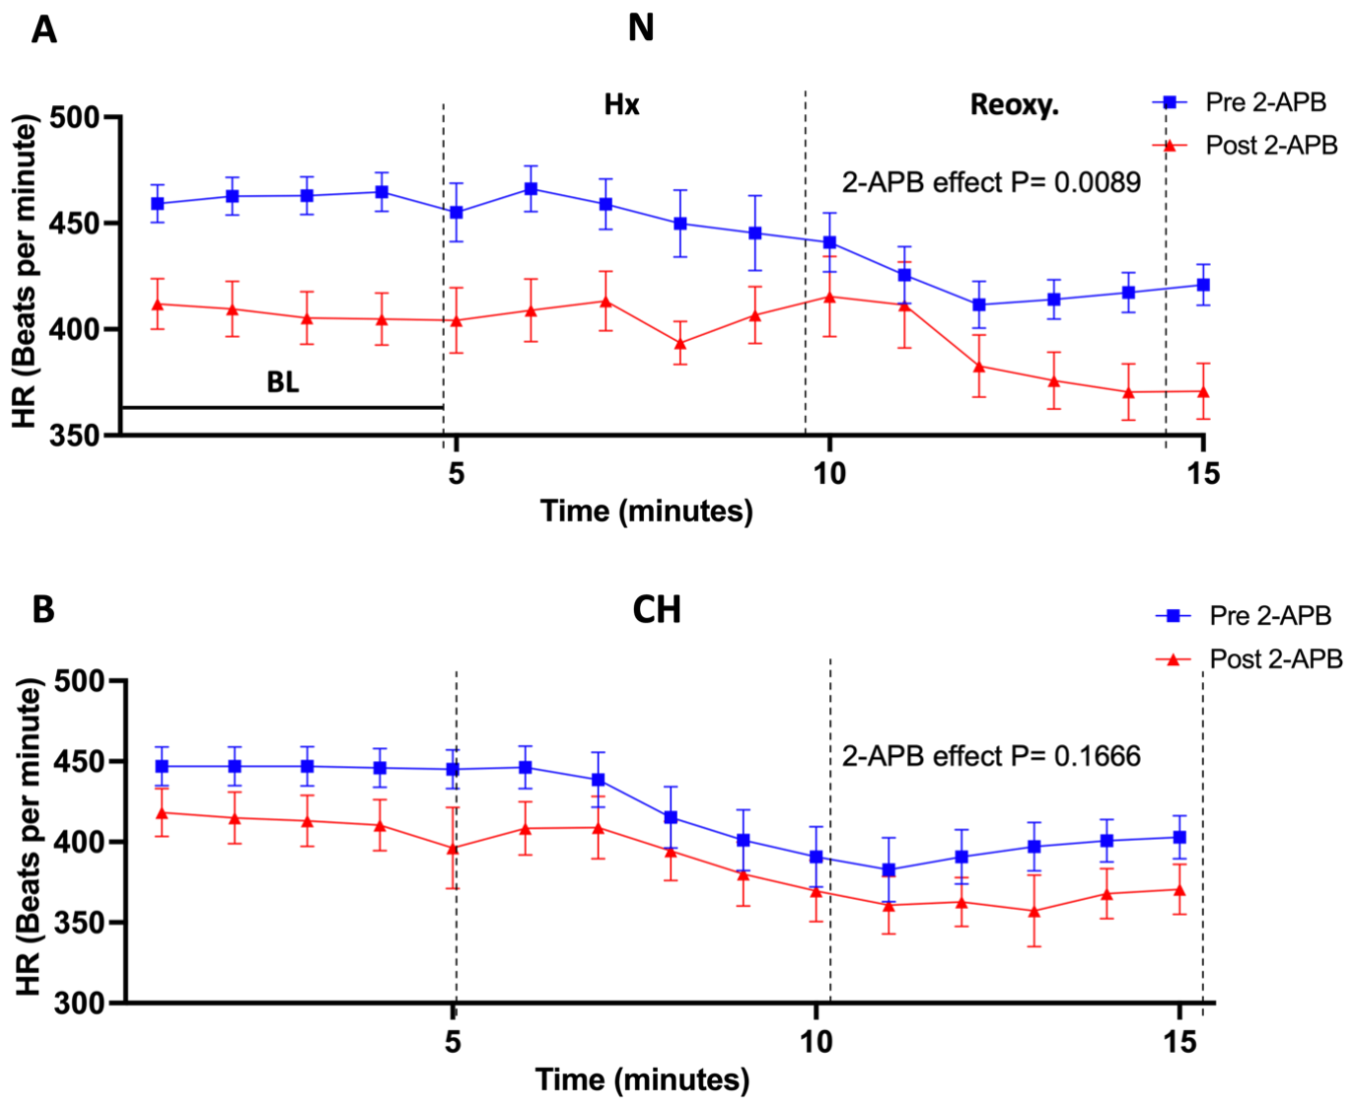 A
N
Hx
Reoxy.
Pre 2-APB
Post 2-APB
2-APB effect P= 0.0089
HR (Beats per minute)
500
450
400
350
BL
5
10
15
Time (minutes)
B
CH
Pre 2-APB
Post 2-APB
2-APB effect P= 0.1666
HR (Beats per minute)
500
450
400
350
300
5
10
15
Time (minutes)